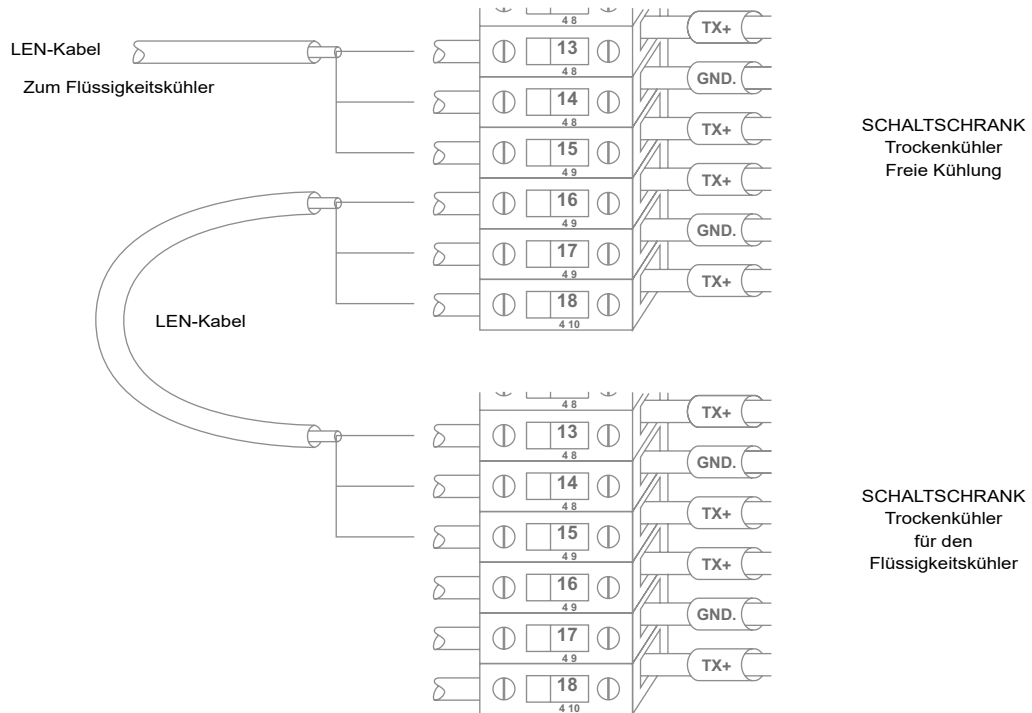 4 8
TX+
LEN-Kabel
Zum Flüssigkeitskühler
13
4 8
GND.
14
4 8
TX+
15
4 9
TX+
16
4 9
GND.
17
4 9
TX+
18
4 10
SCHALTSCHRANK
Trockenkühler
Freie Kühlung
LEN-Kabel
4 8
TX+
13
4 8
GND.
14
4 8
TX+
15
4 9
TX+
16
4 9
GND.
17
4 9
TX+
18
4 10
SCHALTSCHRANK
Trockenkühler
für den
Flüssigkeitskühler